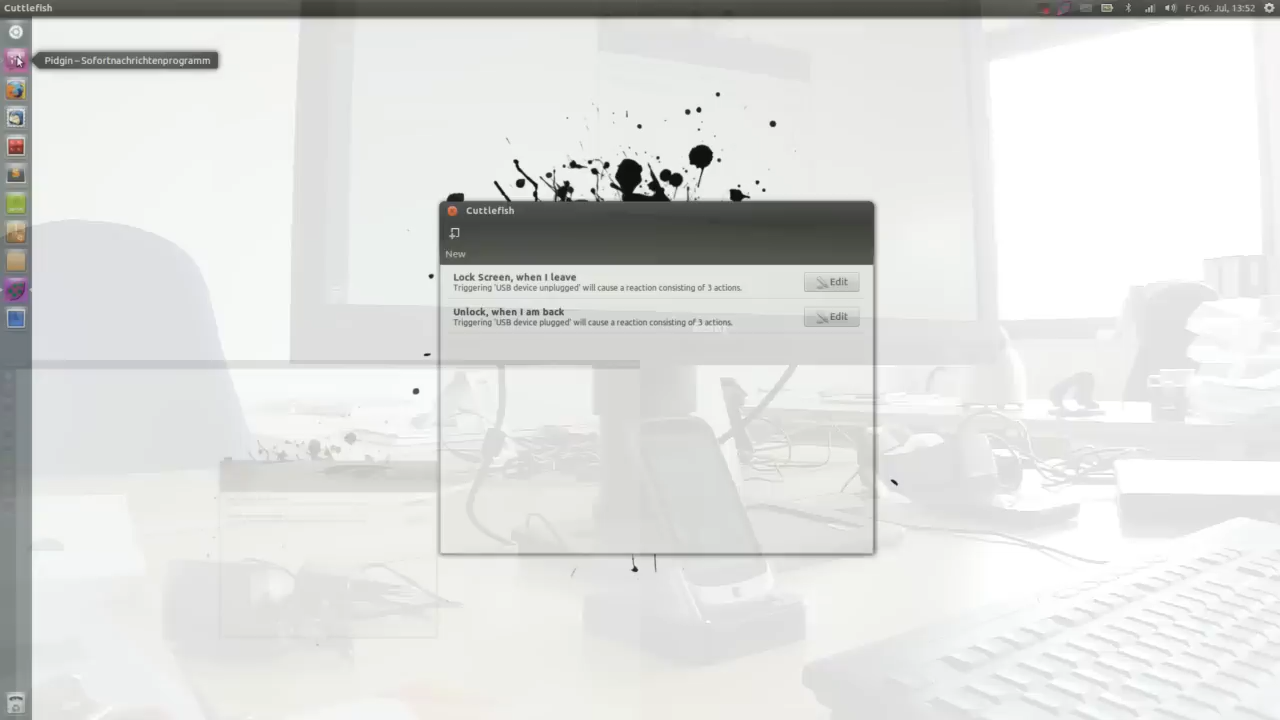 Cuttlefish
Fr, 06. Jul, 13:52
Pidgin – Sofortnachrichtenprogramm
Cuttlefish
New
Lock Screen, when I leave
Triggering 'USB device unplugged' will cause a reaction consisting of 3 actions.
Edit
Unlock, when I am back
Triggering 'USB device plugged' will cause a reaction consisting of 3 actions.
Edit